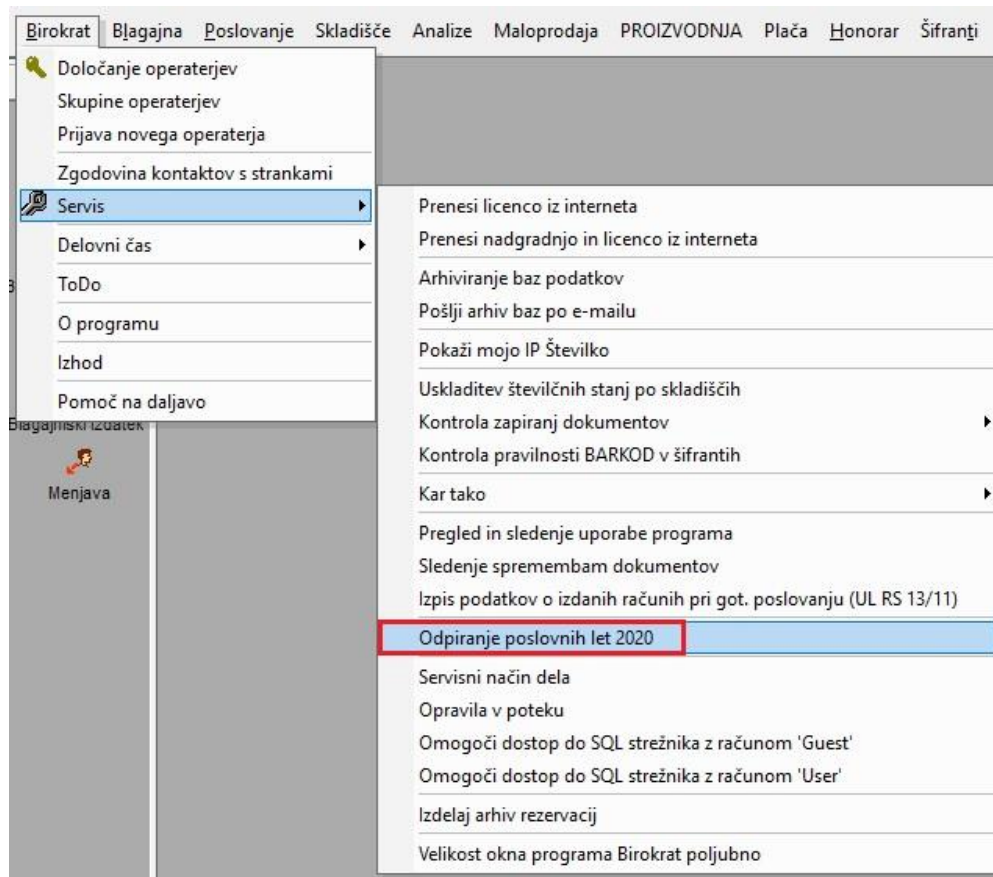 Birokrat Blagajna Poslovanje Skladišče Analize Maloprodaja PROIZVODNJA Plača Honorar Šifranti
Določanje operaterjev
Skupine operaterjev
Prijava novega operaterja
Zgodovina kontaktov s strankami
Servis
Delovni čas
ToDo
O programu
Izhod
Pomoč na daljavo
Blagajniški izdatek
Menjava
Prenesi licenco iz interneta
Prenesi nadgradnjo in licenco iz interneta
Arhiviranje baz podatkov
Pošlji arhiv baz po e-mailu
Pokaži mojo IP Številko
Uskladitev številčnih stanj po skladiščih
Kontrola zapiranj dokumentov
Kontrola pravilnosti BARKOD v šifrantih
Kar tako
Pregled in sledenje uporabe programa
Sledenje spremembam dokumentov
Izpis podatkov o izdanih računih pri got. poslovanju (UL RS 13/11)
Odpiranje poslovnih let 2020
Servisni način dela
Opravila v poteku
Omogoči dostop do SQL strežnika z računom 'Guest'
Omogoči dostop do SQL strežnika z računom 'User'
Izdelaj arhiv rezervacij
Velikost okna programa Birokrat poljubno